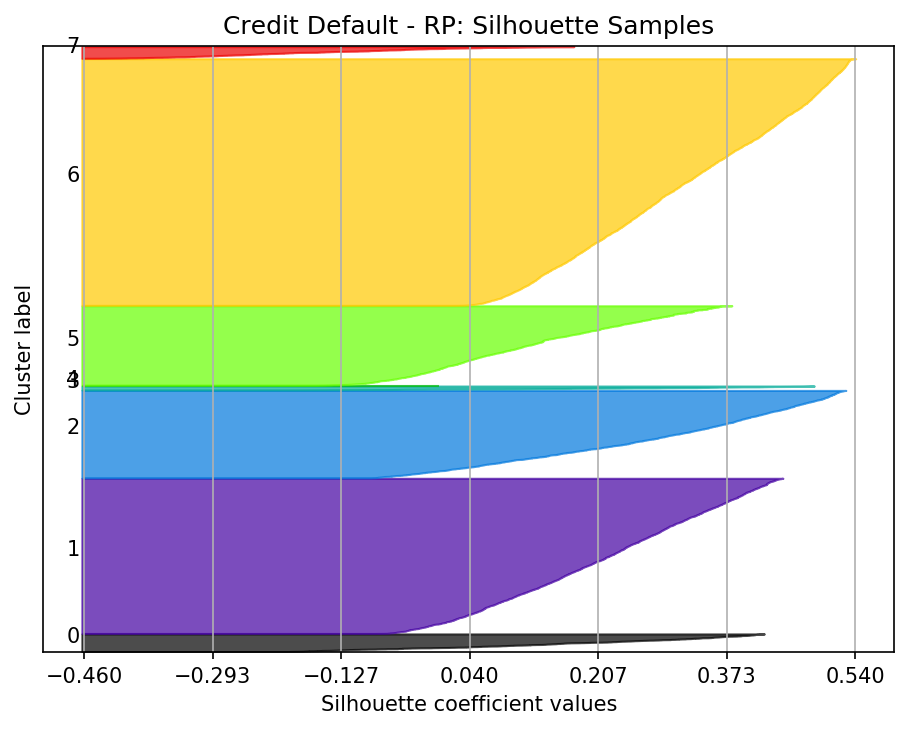 Credit Default - RP: Silhouette Samples
Cluster label
7
6
5
4
3
2
1
0
−0.460 −0.293 −0.127 0.040 0.207 0.373 0.540
Silhouette coefficient values